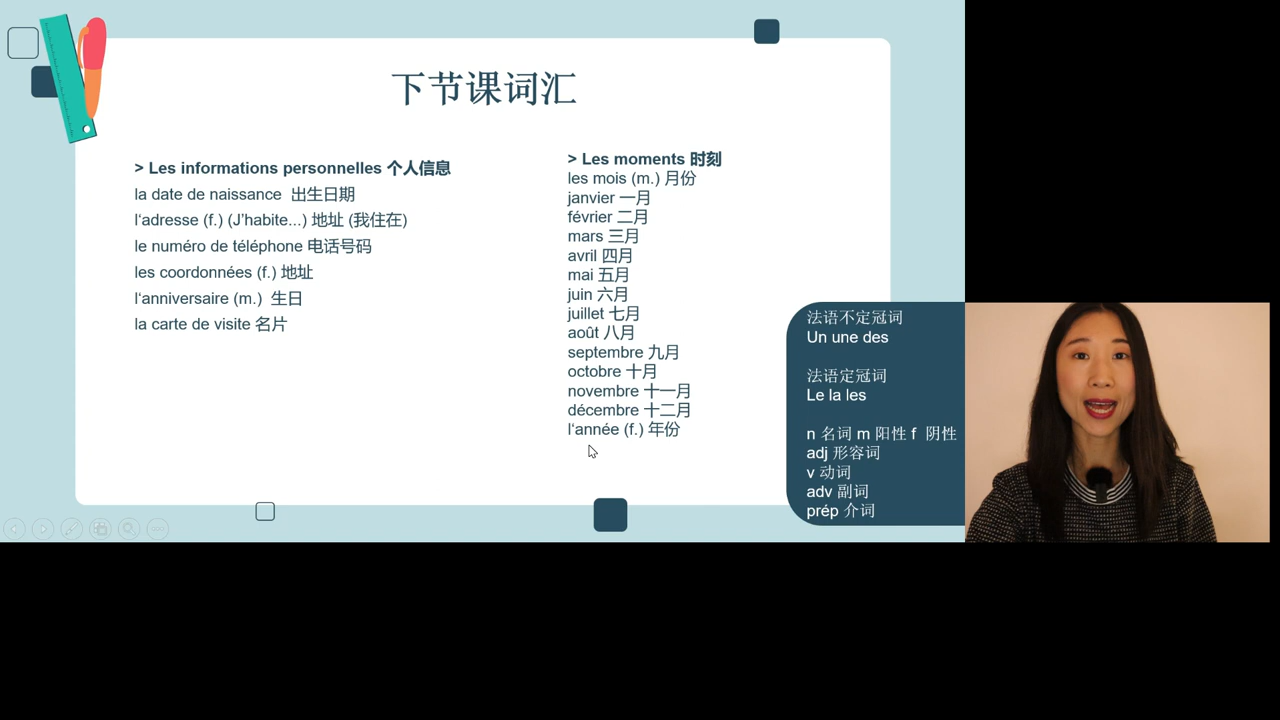 下节课词汇
> Les informations personnelles 个人信息
la date de naissance 出生日期
l'adresse (f.) (J'habite...) 地址 (我住在)
le numéro de téléphone 电话号码
les coordonnées (f.) 地址
l'anniversaire (m.) 生日
la carte de visite 名片
> Les moments 时刻
les mois (m.) 月份
janvier 一月
février 二月
mars 三月
avril 四月
mai 五月
juin 六月
juillet 七月
août 八月
septembre 九月
octobre 十月
novembre 十一月
décembre 十二月
l'année (f.) 年份
法语不定冠词
Un une des
法语定冠词
Le la les
n 名词 m 阳性 f 阴性
adj 形容词
v 动词
adv 副词
prép 介词